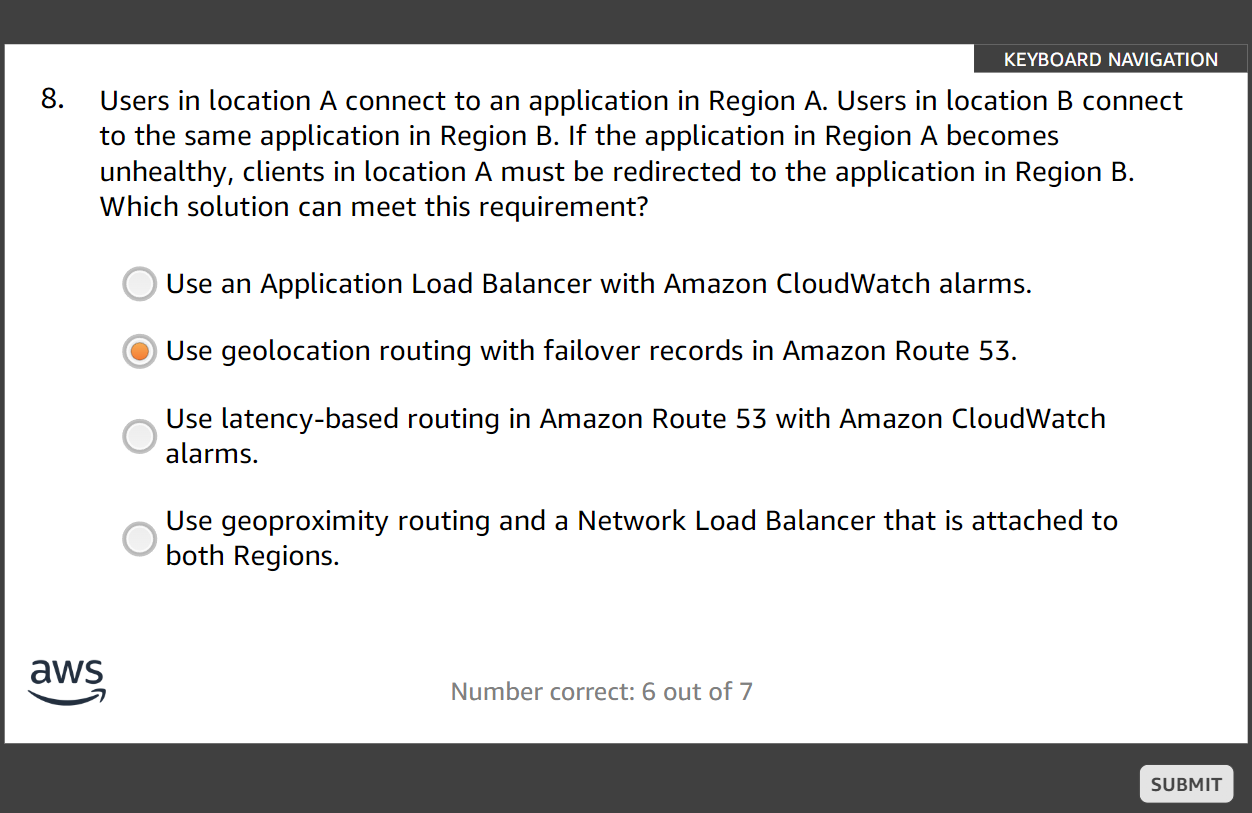 KEYBOARD NAVIGATION
8. Users in location A connect to an application in Region A. Users in location B connect
to the same application in Region B. If the application in Region A becomes
unhealthy, clients in location A must be redirected to the application in Region B.
Which solution can meet this requirement?
Use an Application Load Balancer with Amazon CloudWatch alarms.
Use geolocation routing with failover records in Amazon Route 53.
Use latency-based routing in Amazon Route 53 with Amazon CloudWatch
alarms.
Use geoproximity routing and a Network Load Balancer that is attached to
both Regions.
aws
Number correct: 6 out of 7
SUBMIT